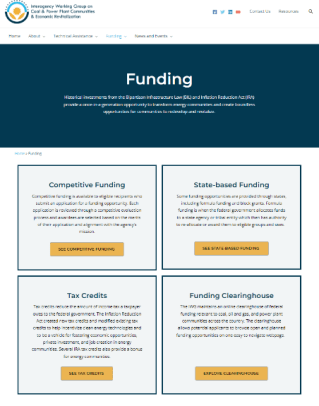 Interagency Working Group on
Coal & Power Plant Communities
& Economic Revitalization
Contact Us
Resources
Home
About
Technical Assistance
Funding
News and Events
Funding
Historical investments from the Bipartisan Infrastructure Law (BIL) and Inflation Reduction Act (IRA)
provide a once in a generation opportunity to transform energy communities and create boundless
opportunities for communities to redevelop and revitalize.
Home » Funding
Competitive Funding
Competitive funding is available to eligible recipients who
submit an application for a funding opportunity. Each
application is reviewed through a competitive evaluation
process and awardees are selected based on the merits
of their application and alignment with the agency's
mission.
SEE COMPETITIVE FUNDING
State-based Funding
Some funding opportunities are provided through states
including formula funding and block grants. Formula
funding is when the federal government allocates funds
to a state agency or tribal entity which then has authority
to re-allocate or award them to eligible groups and uses.
SEE STATE-BASED FUNDING
Tax Credits
Tax credits reduce the amount of income tax a taxpayer
owes to the federal government. The Inflation Reduction
Act created new tax credits and modified existing tax
credits to help incentivize clean energy technologies and
to be a vehicle for fostering economic opportunities,
private investment, and job creation in energy
communities. Several IRA tax credits also provide a bonus
for energy communities.
SEE TAX CREDITS
Funding Clearinghouse
The IWG maintains an online clearinghouse of federal
funding relevant to coal, oil and gas, and power plant
communities across the country. The clearinghouse
allows potential applicants to browse open and planned
funding opportunities on one easy to navigate webpage.
EXPLORE CLEARINGHOUSE